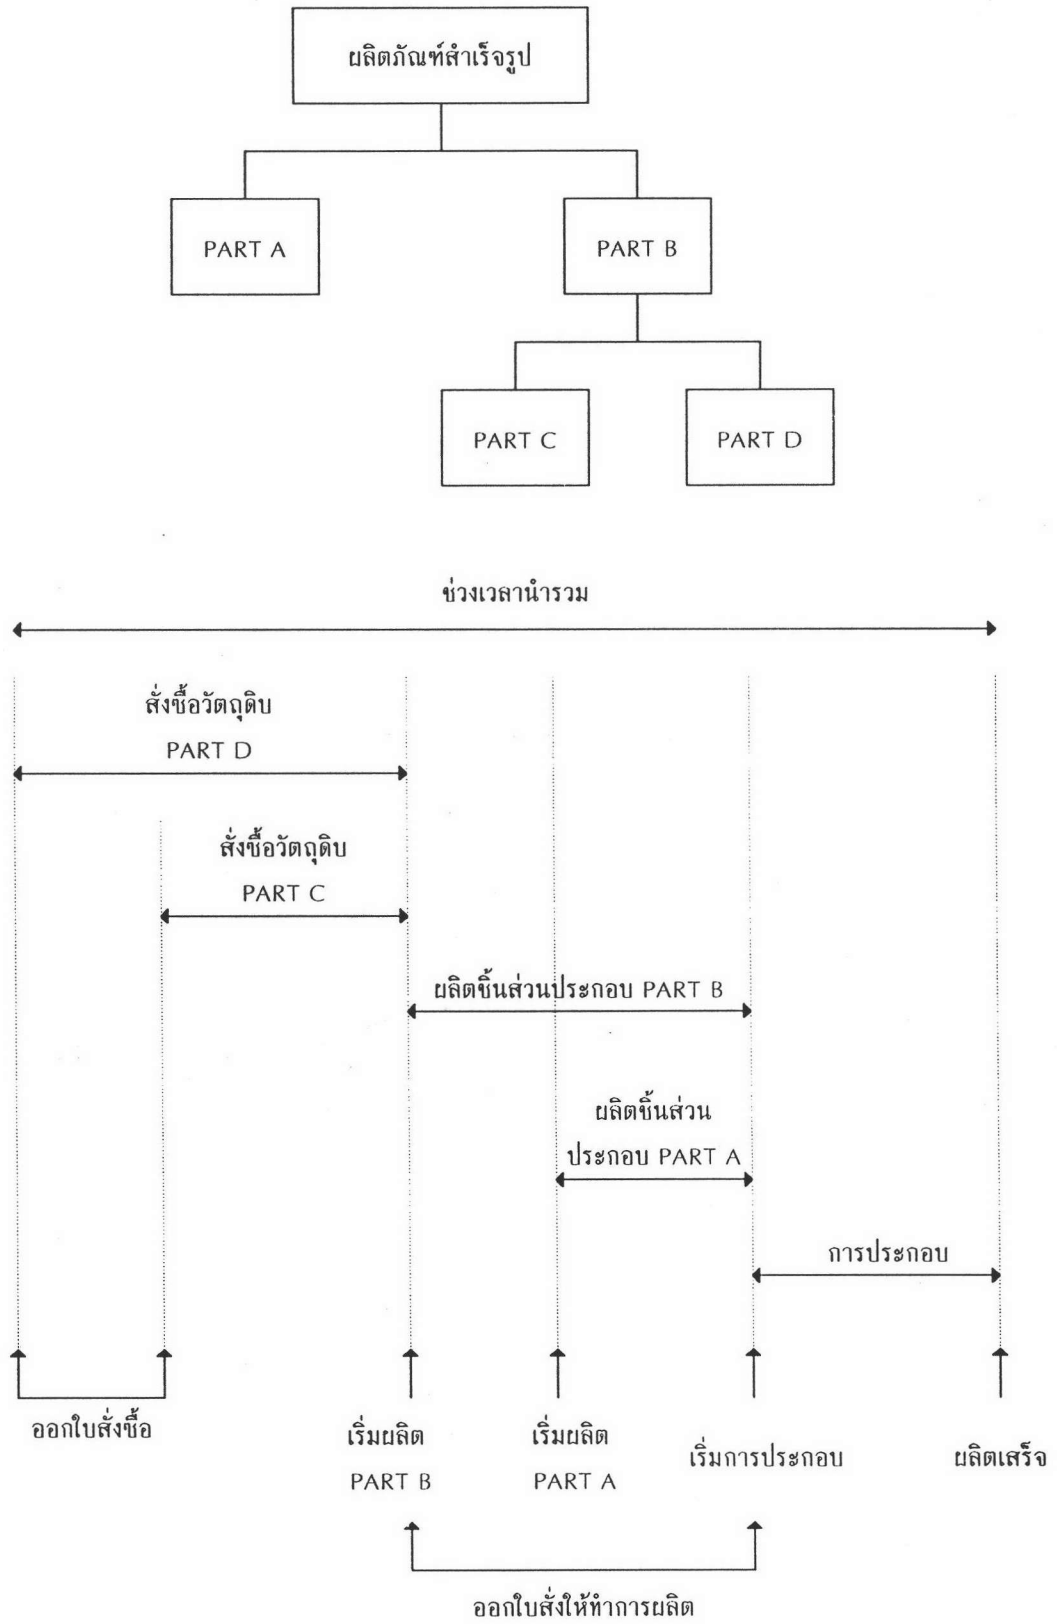 ผลิตภัณฑ์สำเร็จรูป
PART A
PART B
PART C
PART D
ช่วงเวลานำรวม
สั่งซื้อวัตถุดิบ
PART D
สั่งซื้อวัตถุดิบ
PART C
ผลิตชิ้นส่วนประกอบ PART B
ผลิตชิ้นส่วน
ประกอบ PART A
การประกอบ
ออกใบสั่งซื้อ
เริ่มผลิต
PART B
เริ่มผลิต
PART A
เริ่มการประกอบ
ผลิตเสร็จ
ออกใบสั่งให้ทำการผลิต